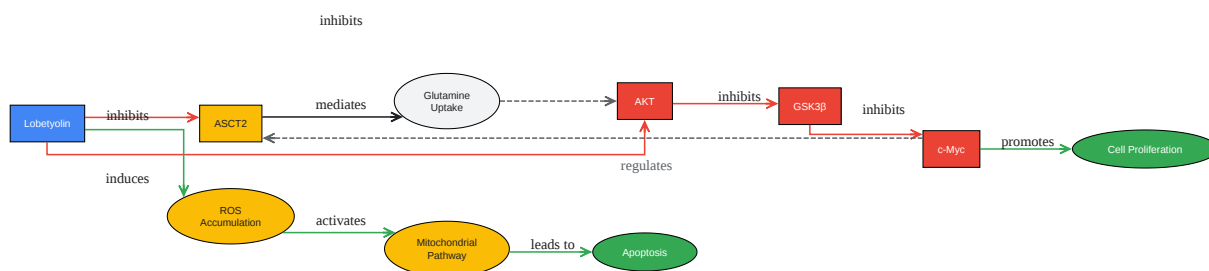 inhibits
Lobetyolin
inhibits
ASCT2
mediates
Glutamine
Uptake
AKT
inhibits
GSK3β
inhibits
c-Myc
promotes
Cell Proliferation
regulates
induces
ROS
Accumulation
activates
Mitochondrial
Pathway
leads to
Apoptosis